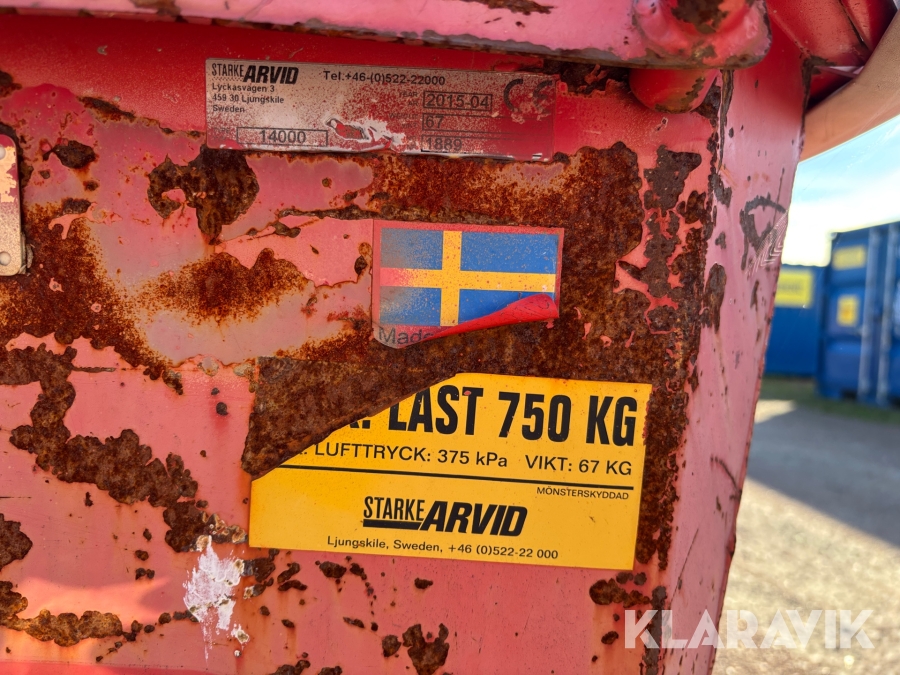 STARKE ARVID
Lyckasvägen 3
459 30 Ljungskile
Sweden
Tel.+46-(0)522-22000
CE
YEAR
2015-04
67
14000
1889
Made
LAST 750 KG
LUFTTRYCK: 375 kPa VIKT: 67 KG
MÖNSTERSKYDDAD
STARKE ARVID
Ljungskile, Sweden, +46 (0)522-22 000
KLARAVIK